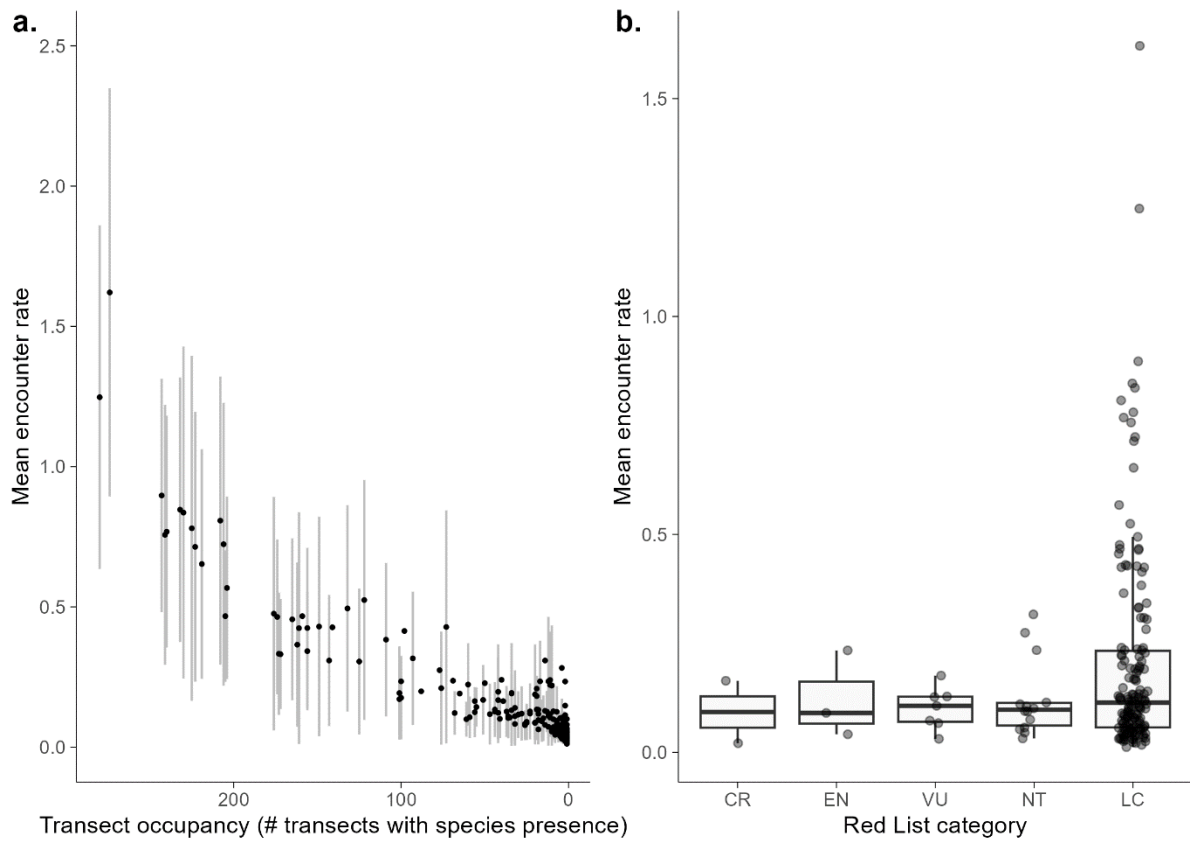 a.
2.5
2.0
1.5
1.0
0.5
0.0
Mean encounter rate
200
100
0
Transect occupancy (# transects with species presence)
b.
1.5
1.0
0.5
0.0
Mean encounter rate
CR
EN
VU
NT
LC
Red List category